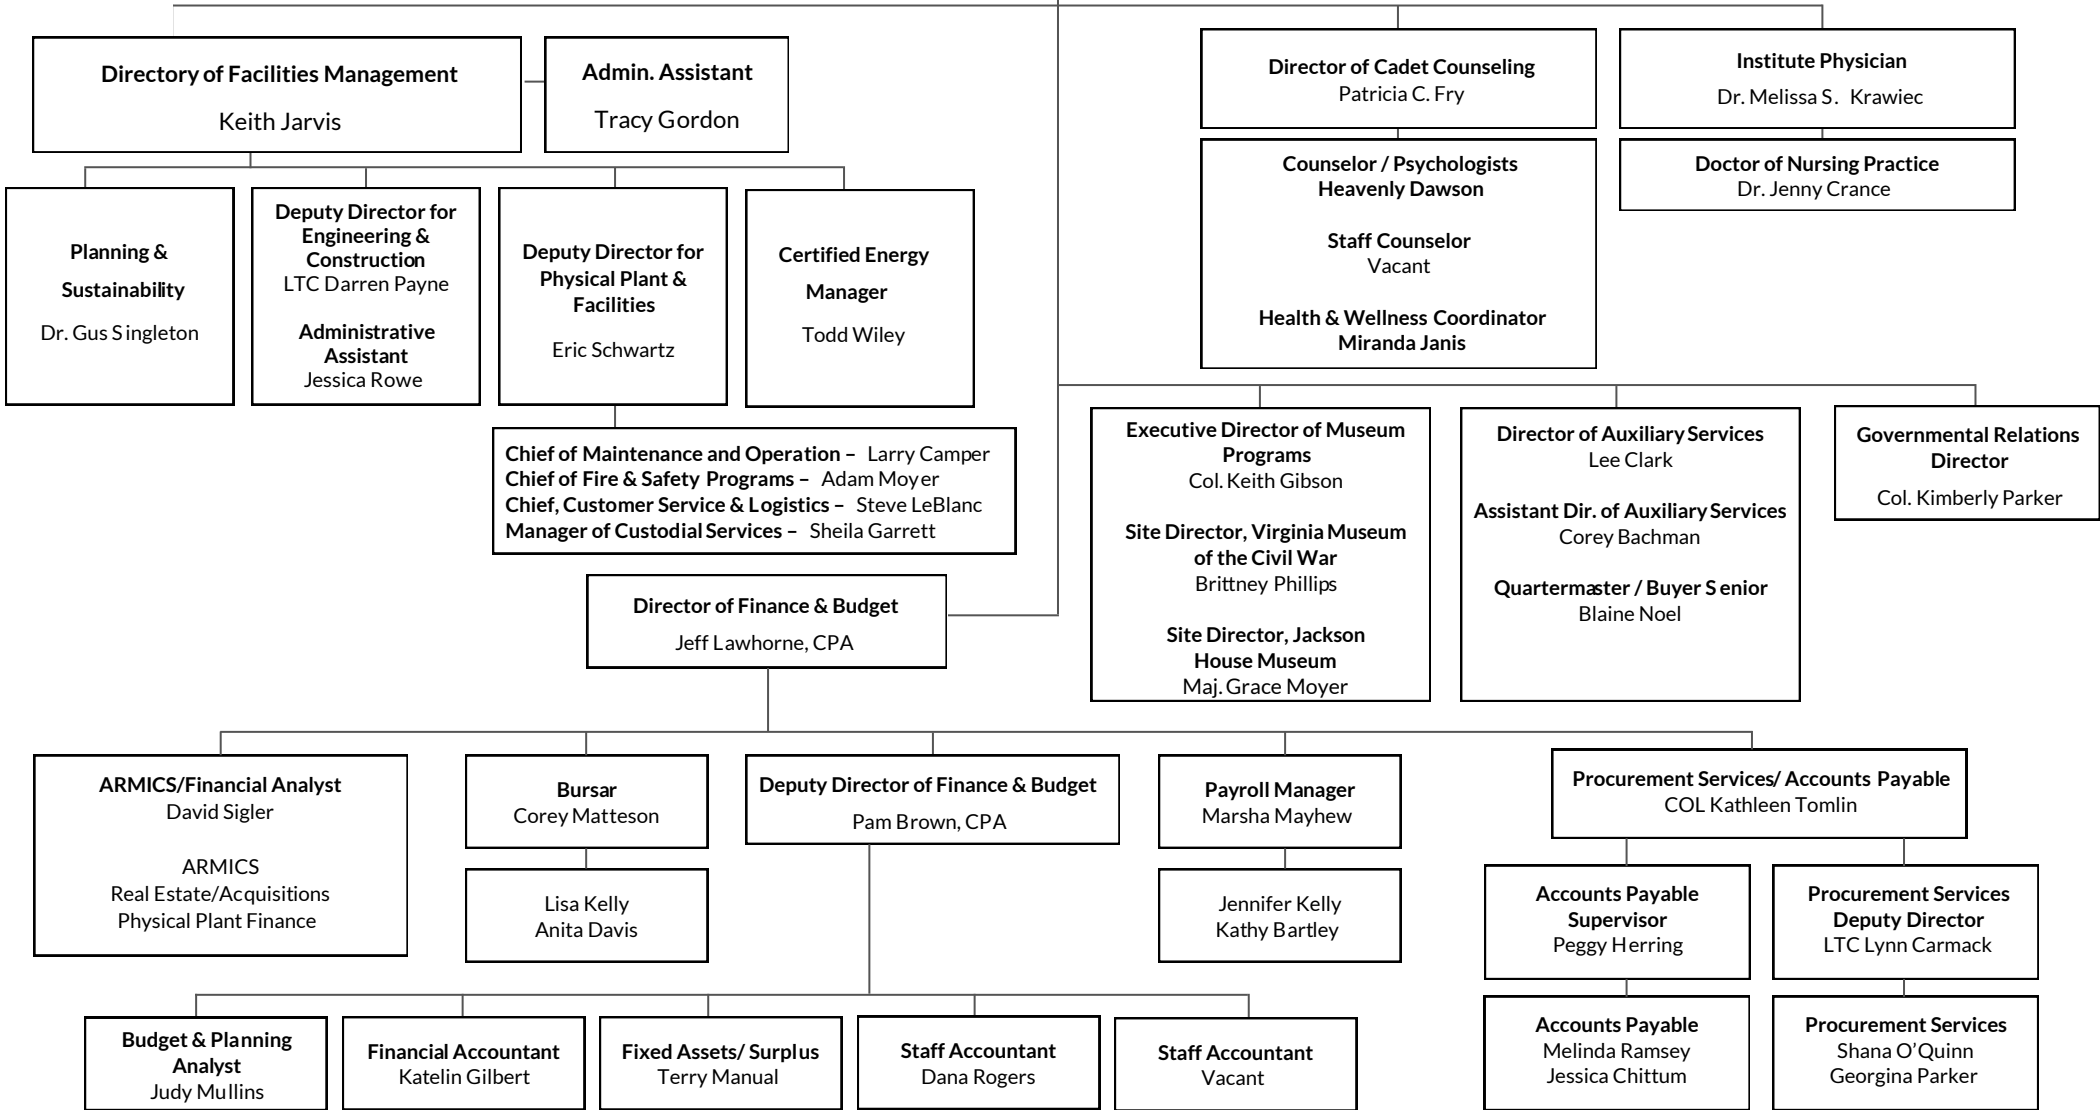 Directory of Facilities Management
Keith Jarvis
Admin. Assistant
Tracy Gordon
Director of Cadet Counseling
Patricia C. Fry
Institute Physician
Dr. Melissa S. Krawiec
Counselor / Psychologists
Heavenly Dawson
Staff Counselor
Vacant
Health & Wellness Coordinator
Miranda Janis
Doctor of Nursing Practice
Dr. Jenny Crance
Planning &
Sustainability
Dr. Gus Singleton
Deputy Director for
Engineering &
Construction
LTC Darren Payne
Administrative
Assistant
Jessica Rowe
Deputy Director for
Physical Plant &
Facilities
Eric Schwartz
Certified Energy
Manager
Todd Wiley
Chief of Maintenance and Operation – Larry Camper
Chief of Fire & Safety Programs – Adam Moyer
Chief, Customer Service & Logistics – Steve LeBlanc
Manager of Custodial Services – Sheila Garrett
Executive Director of Museum
Programs
Col. Keith Gibson
Site Director, Virginia Museum
of the Civil War
Brittney Phillips
Site Director, Jackson
House Museum
Maj. Grace Moyer
Director of Auxiliary Services
Lee Clark
Assistant Dir. of Auxiliary Services
Corey Bachman
Quartermaster / Buyer Senior
Blaine Noel
Governmental Relations
Director
Col. Kimberly Parker
Director of Finance & Budget
Jeff Lawhorne, CPA
ARMICS/Financial Analyst
David Sigler
ARMICS
Real Estate/Acquisitions
Physical Plant Finance
Bursar
Corey Matteson
Lisa Kelly
Anita Davis
Deputy Director of Finance & Budget
Pam Brown, CPA
Payroll Manager
Marsha Mayhew
Jennifer Kelly
Kathy Bartley
Procurement Services/ Accounts Payable
COL Kathleen Tomlin
Accounts Payable
Supervisor
Peggy Herring
Procurement Services
Deputy Director
LTC Lynn Carmack
Budget & Planning
Analyst
Judy Mullins
Financial Accountant
Katelin Gilbert
Fixed Assets/ Surplus
Terry Manual
Staff Accountant
Dana Rogers
Staff Accountant
Vacant
Accounts Payable
Melinda Ramsey
Jessica Chittum
Procurement Services
Shana O’Quinn
Georgina Parker